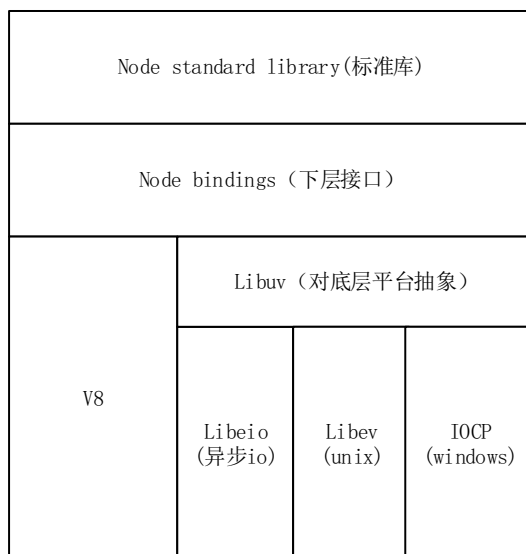 Node standard library(标准库)
Node bindings（下层接口）
Libuv（对底层平台抽象）
V8
Libeio
(异步io)
Libev
(unix)
IOCP
(windows)